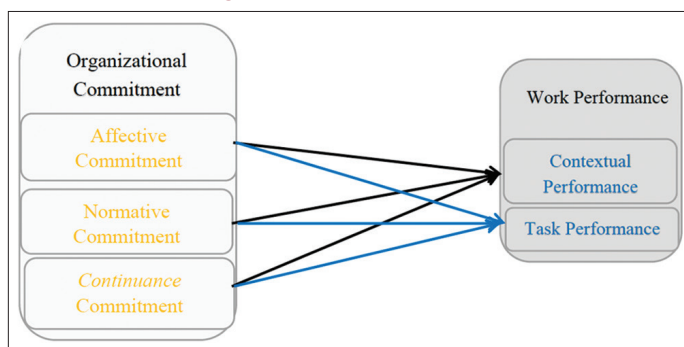 Organizational
Commitment
Affective
Commitment
Normative
Commitment
Continuance
Commitment
Work Performance
Contextual
Performance
Task Performance